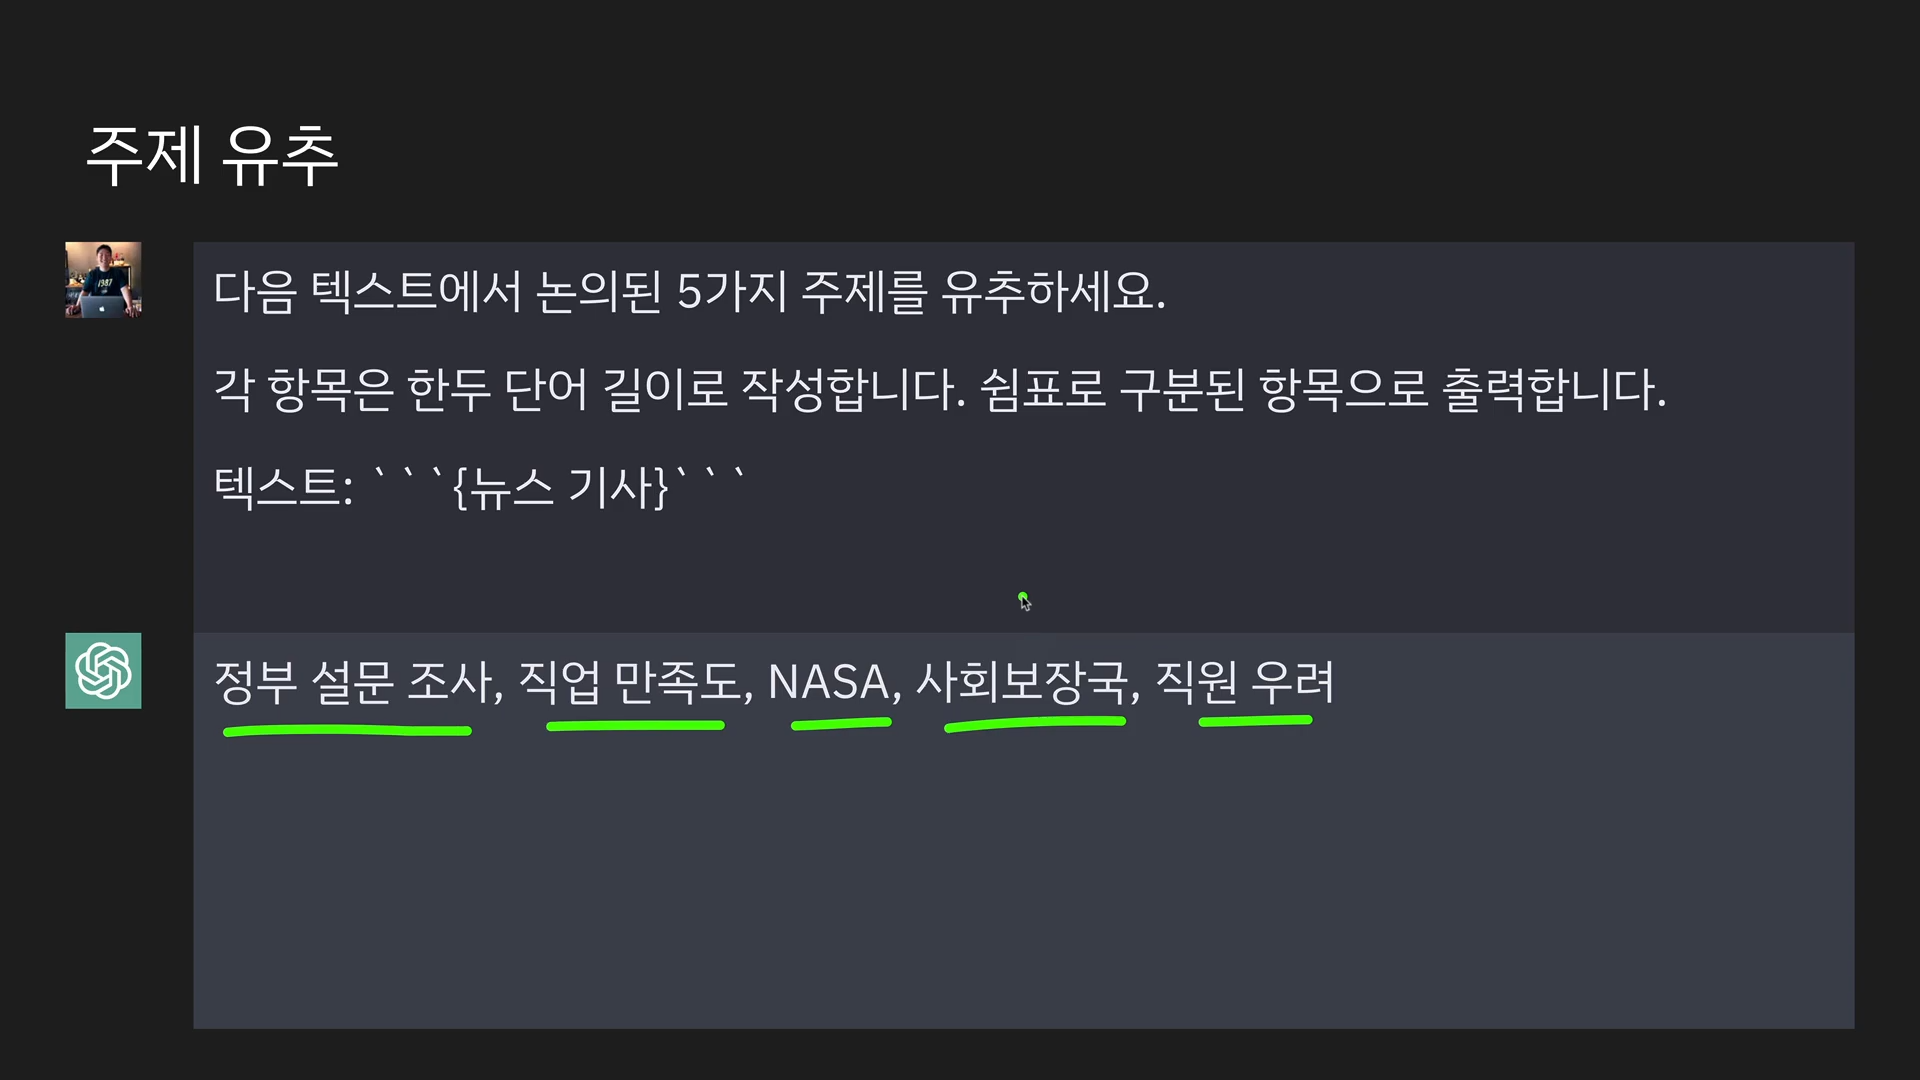 주제 유추
다음 텍스트에서 논의된 5가지 주제를 유추하세요.
각 항목은 한두 단어 길이로 작성합니다. 쉼표로 구분된 항목으로 출력합니다.
텍스트: ```{뉴스 기사}```
정부 설문 조사, 직업 만족도, NASA, 사회보장국, 직원 우려